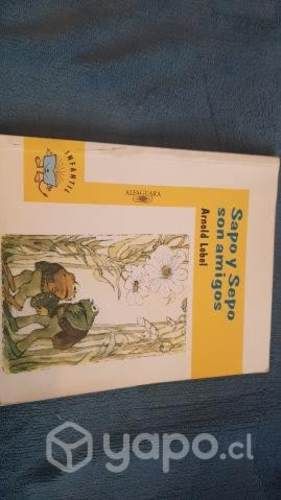 INFANTIL
ALFAGUARA
Sapo y Sepo
son amigos
Arnold Lobel
yapo.cl